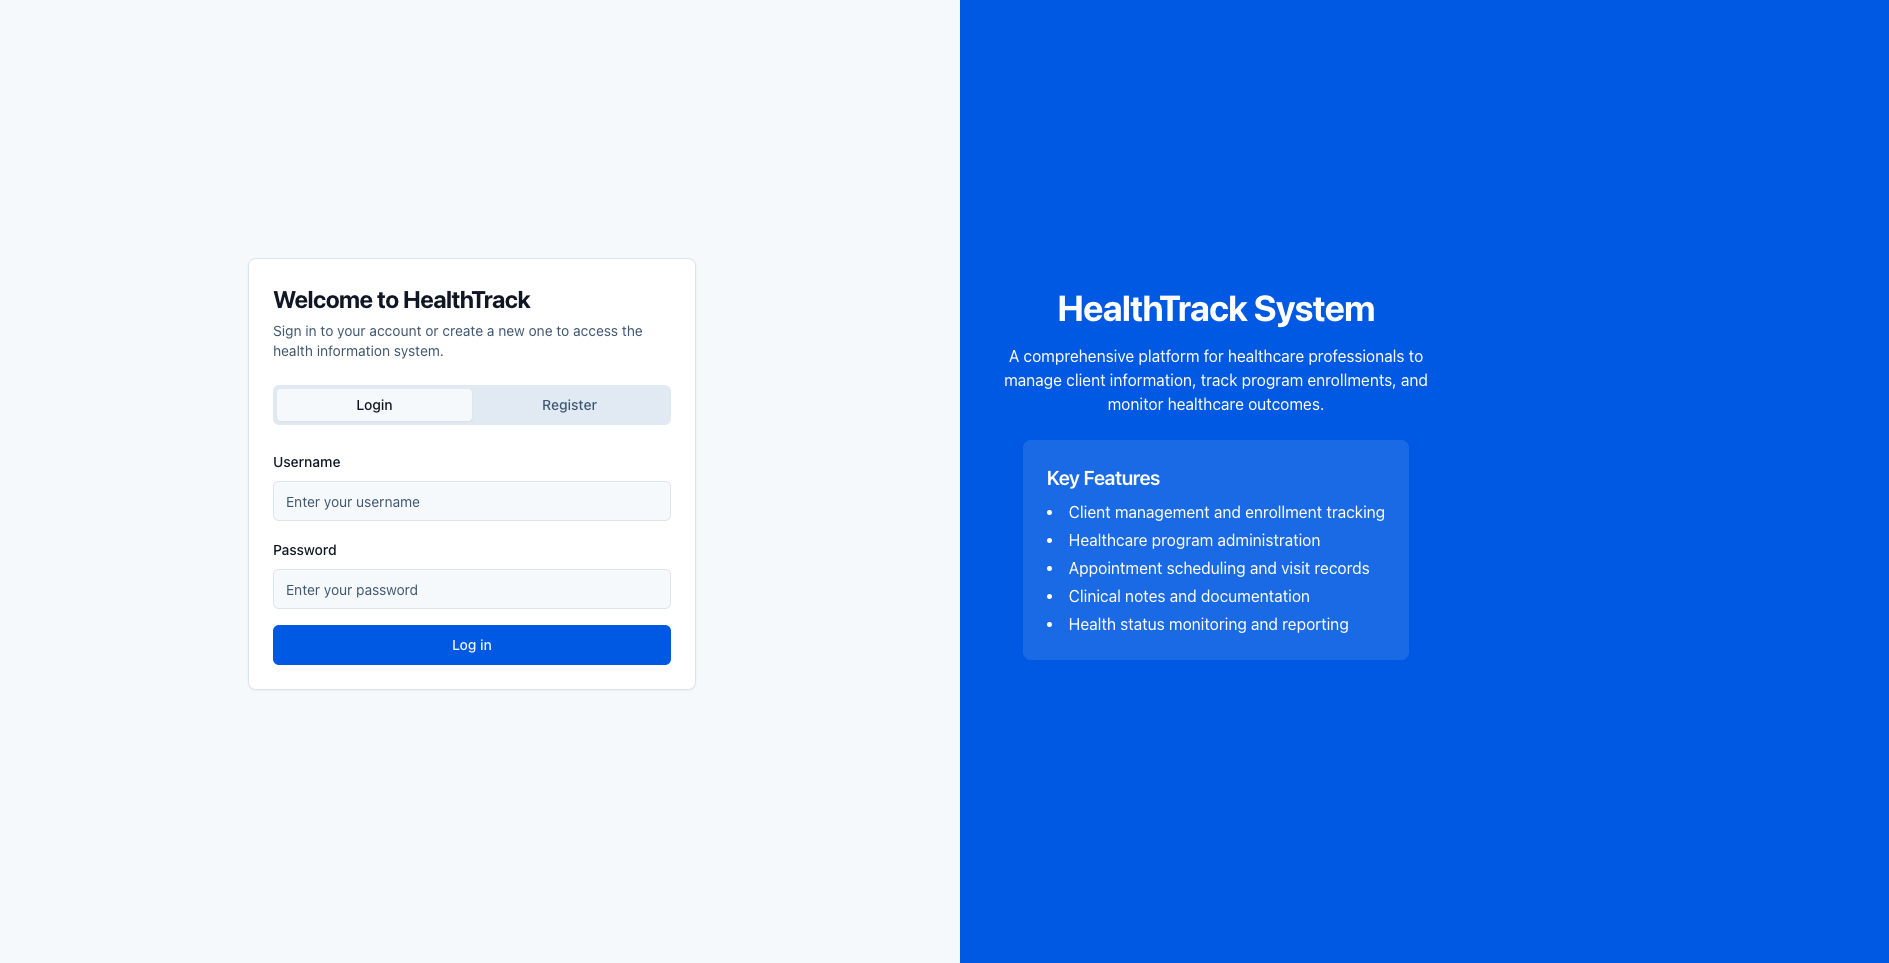 Welcome to HealthTrack
Sign in to your account or create a new one to access the
health information system.
Login
Register
Username
Enter your username
Password
Enter your password
Log in
HealthTrack System
A comprehensive platform for healthcare professionals to
manage client information, track program enrollments, and
monitor healthcare outcomes.
Key Features
• Client management and enrollment tracking
• Healthcare program administration
• Appointment scheduling and visit records
• Clinical notes and documentation
• Health status monitoring and reporting